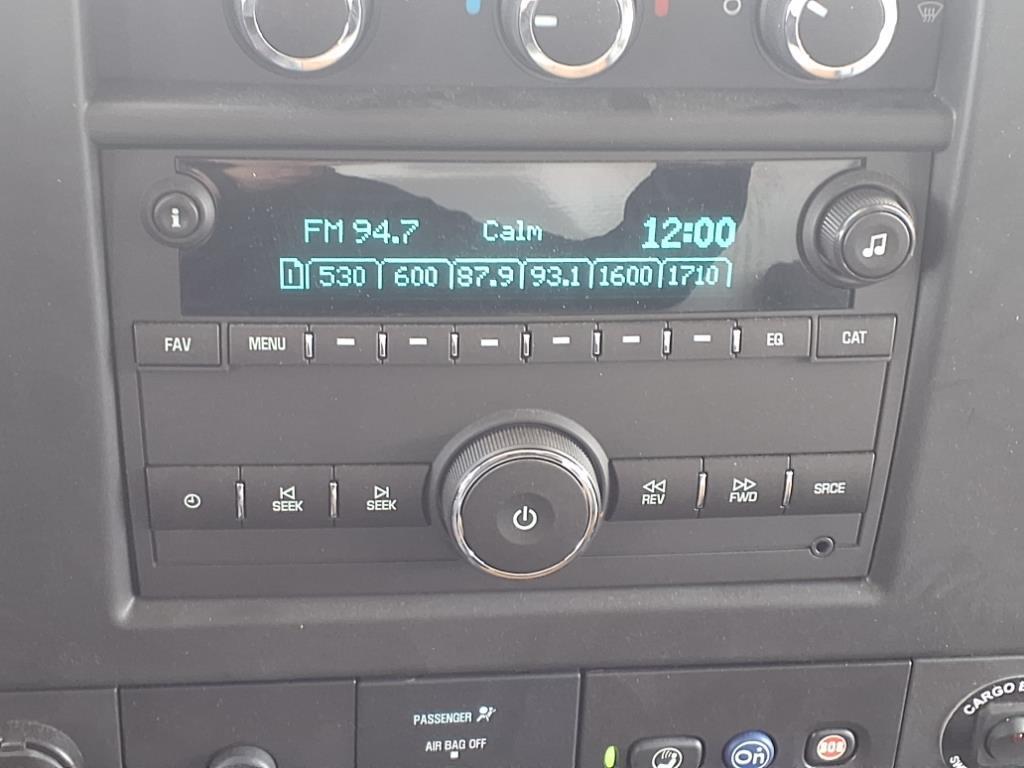 i
FM 94.7 Calm 12:00
1 530 600 87.9 93.1 1600 1710
FAV MENU EQ CAT
SEEK SEEK REV FWD SRCE
PASSENGER
AIR BAG OFF
On SOS
CARGO